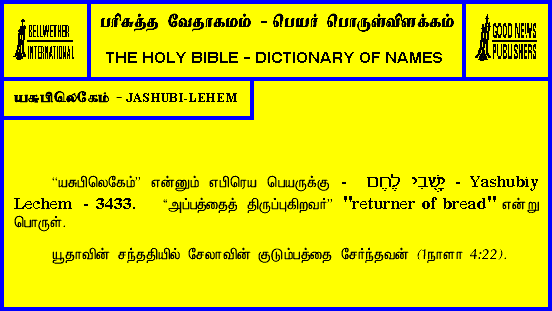 BELLWETHER
INTERNATIONAL
பரிசுத்த வேதாகமம் - பெயர் பொருள்விளக்கம்
THE HOLY BIBLE - DICTIONARY OF NAMES
GOOD NEWS
PUBLISHERS
யசுபிலெகேம் - JASHUBI-LEHEM
“யசுபிலெகேம்” என்னும் எபிரெய பெயருக்கு - יָשֻׁבִי לֶחֶם - Yashubiy
Lechem - 3433. “அப்பத்தைத் திருப்புகிறவர்” "returner of bread" என்று
பொருள்.
யூதாவின் சந்ததியில் சேலாவின் குடும்பத்தை சேர்ந்தவன் (1நாளா 4:22).